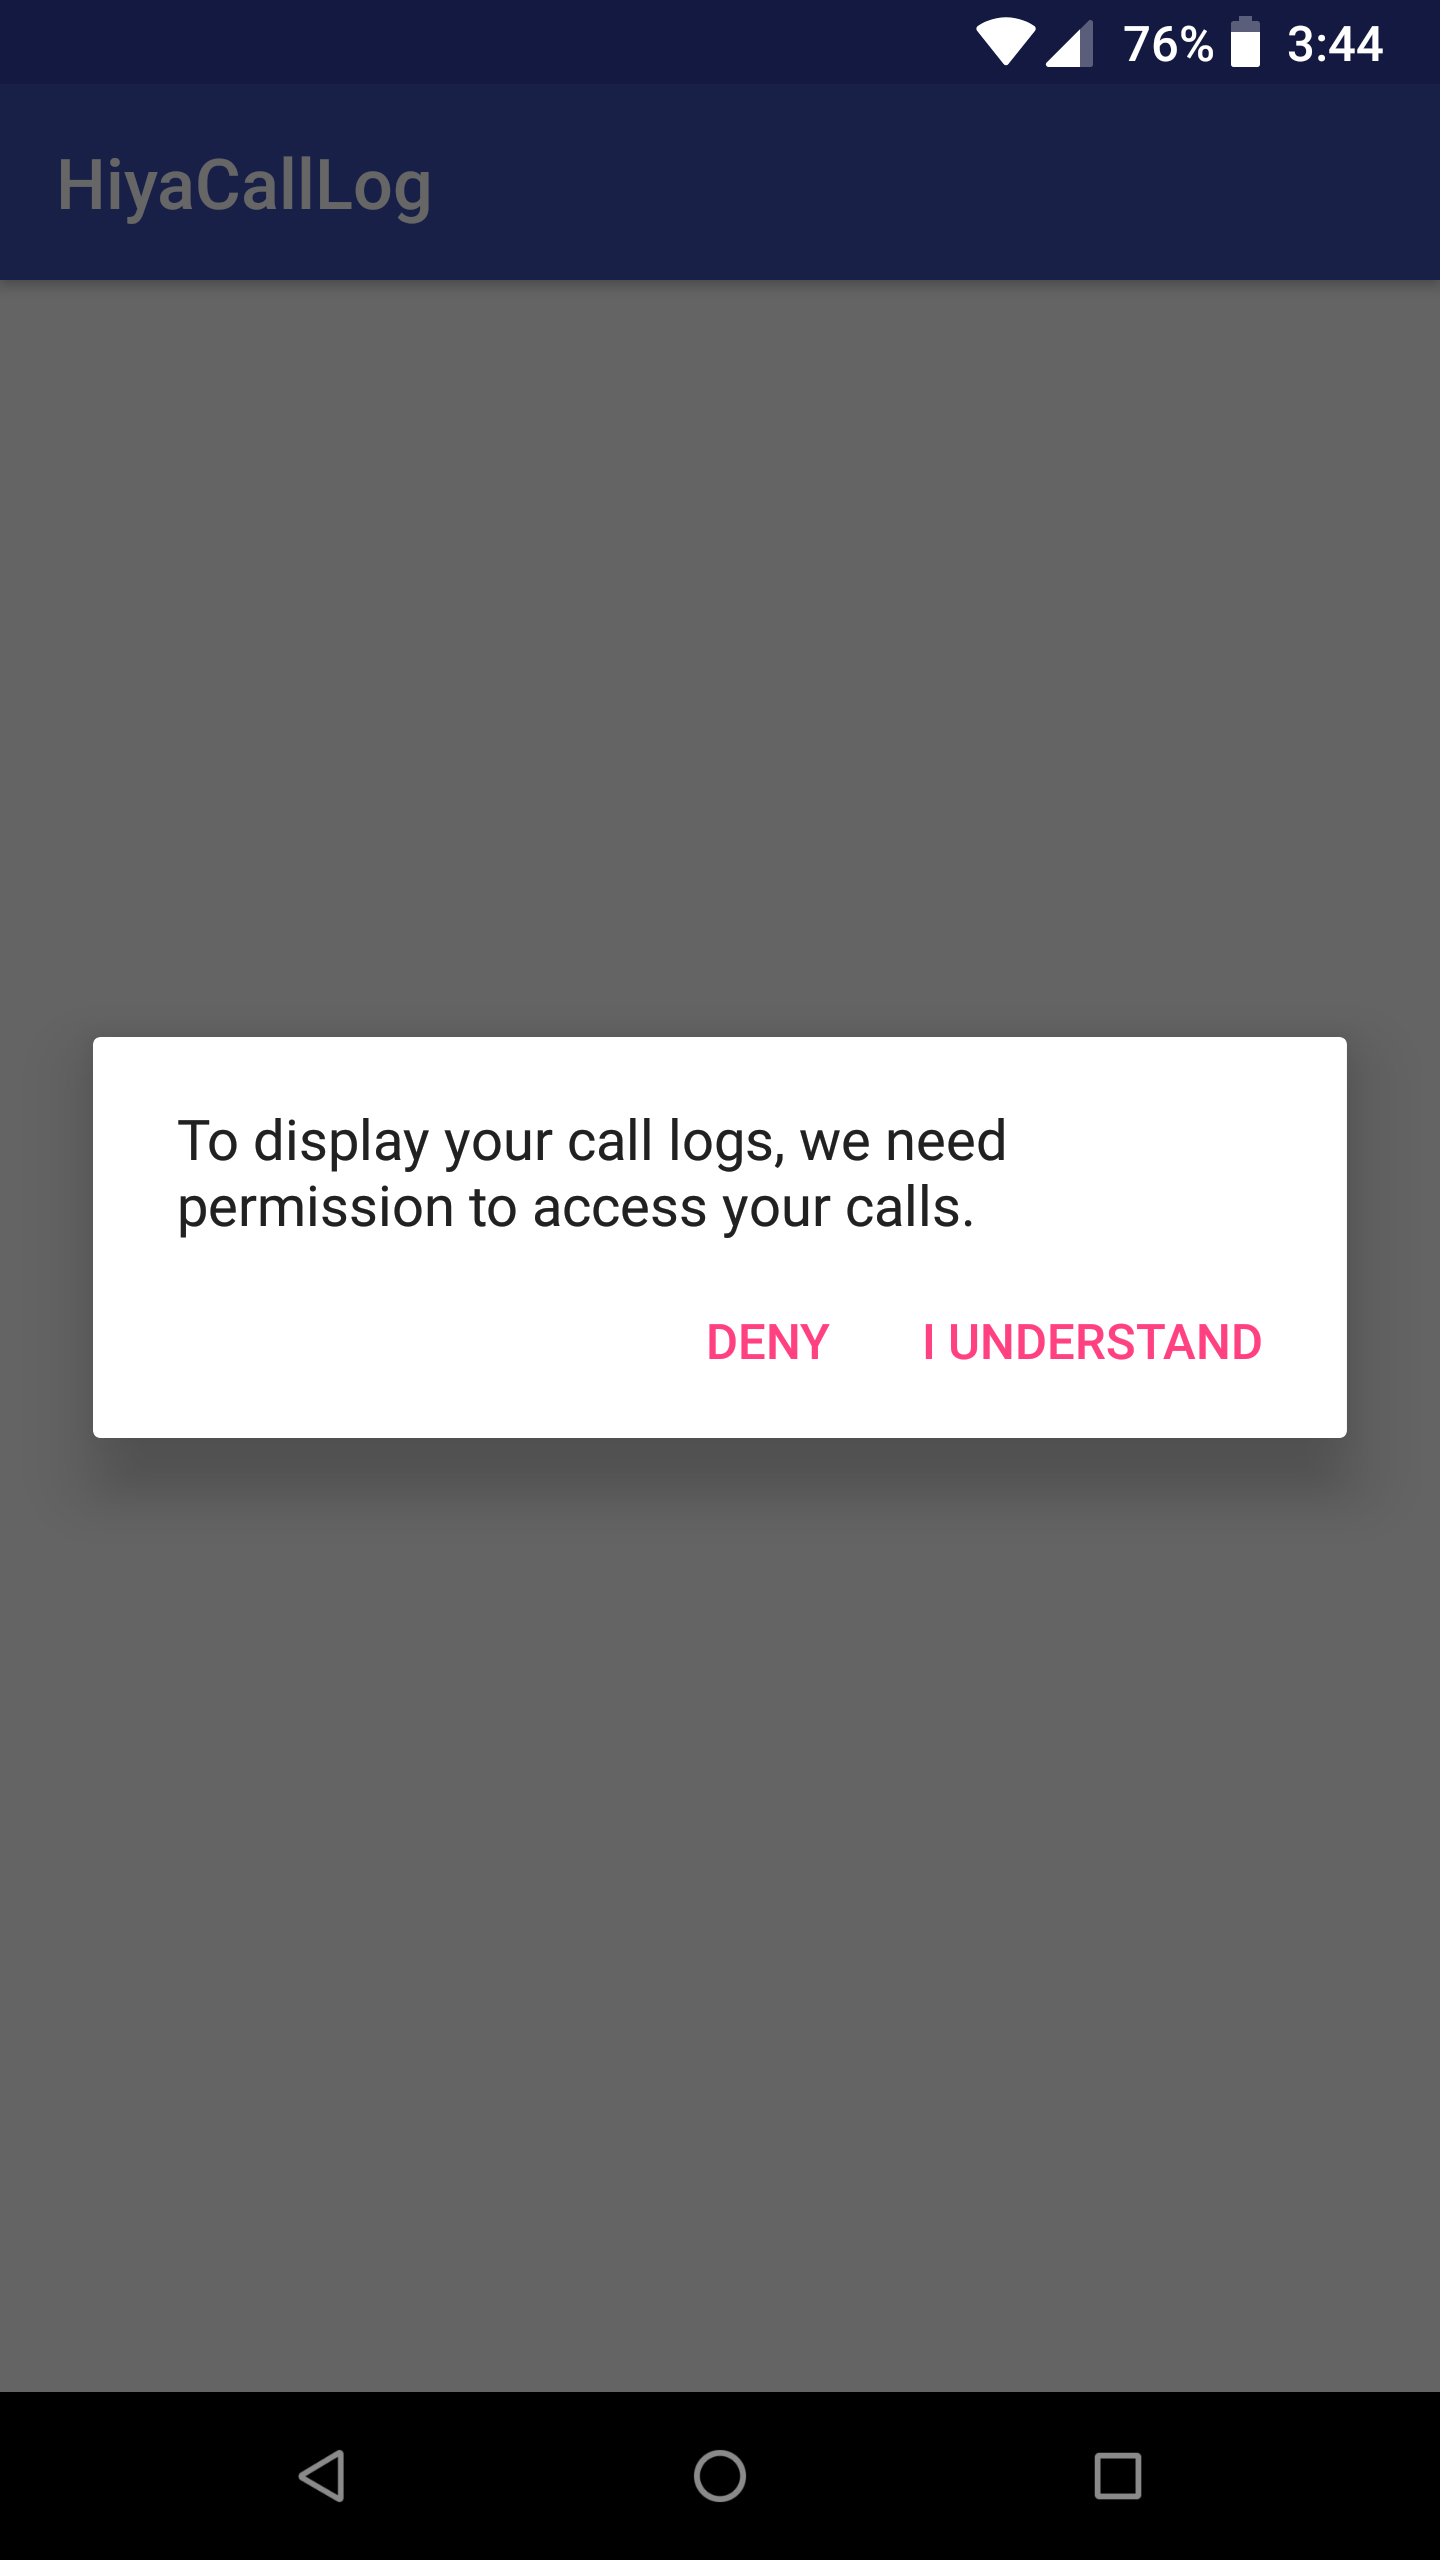 76% 3:44
HiyaCallLog
To display your call logs, we need
permission to access your calls.
DENY I UNDERSTAND